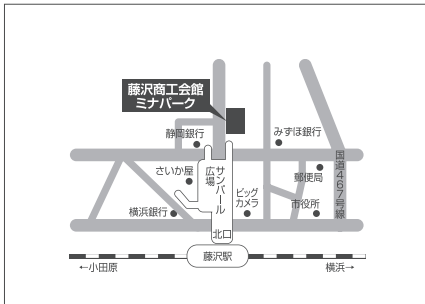 藤沢商工会館
ミナパーク
静岡銀行
みずほ銀行
国道467号線
さいか屋
サンパール
広場
郵便局
ビック
カメラ
横浜銀行
市役所
北口
藤沢駅
←小田原
横浜→